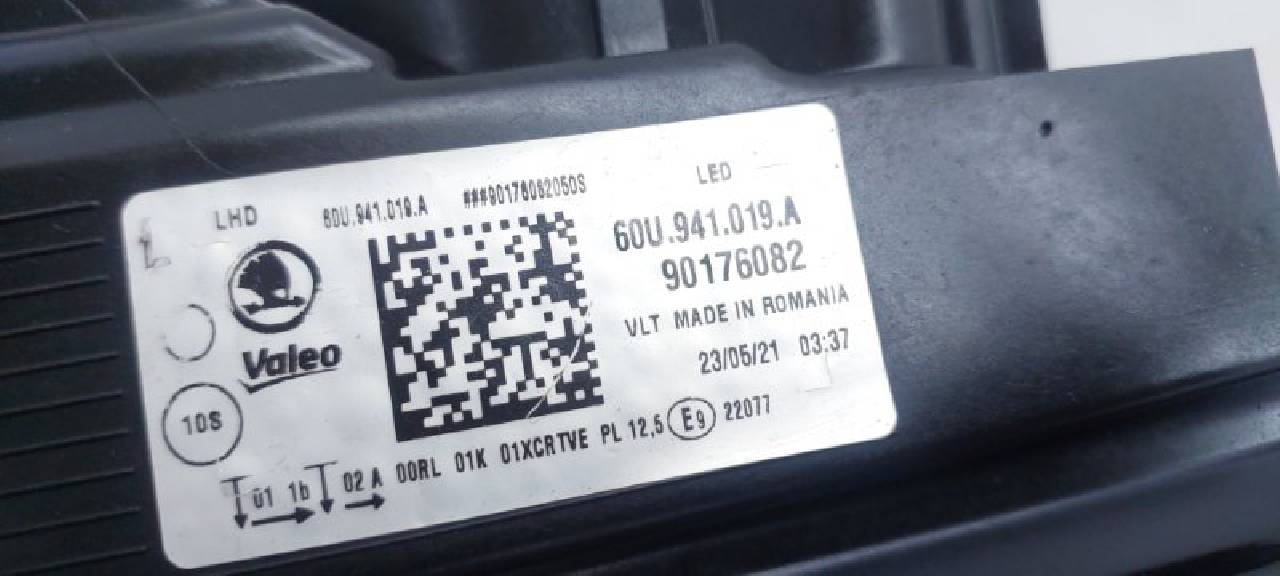 LHD 60U.941.019.A ###90176082050S LED
60U.941.019.A
90176082
VLT MADE IN ROMANIA
23/05/21 03:37
Valeo
10S
01 1b 02 A 00RL 01K 01XCRTVE PL 12,5 E9 22077